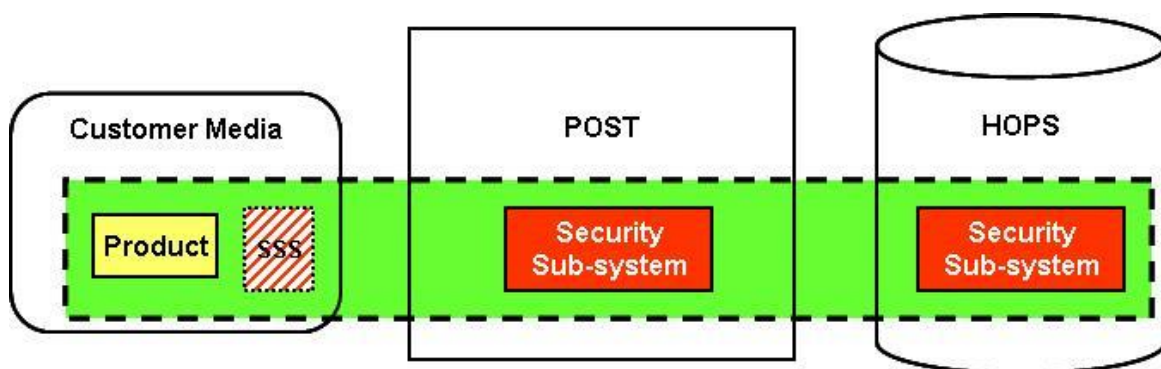 Customer Media
POST
HOPS
Product
SSS
Security
Sub-system
Security
Sub-system